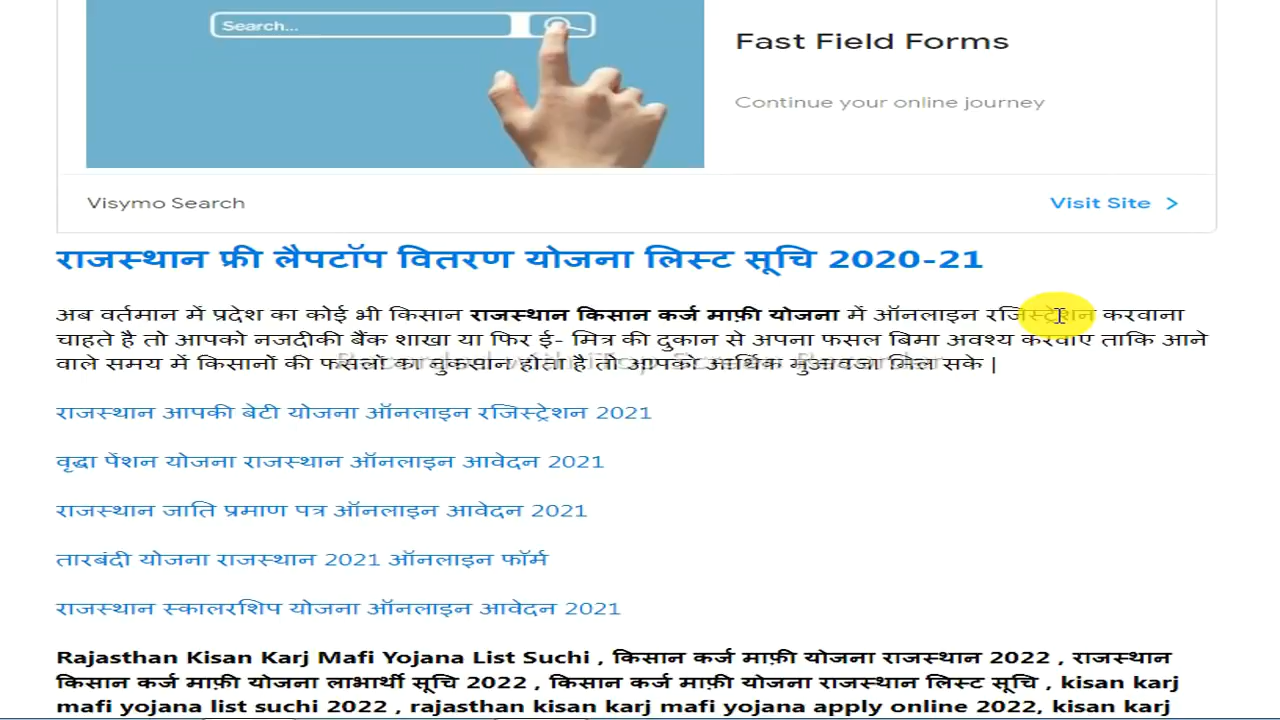 Search...
Fast Field Forms
Continue your online journey
Visymo Search
Visit Site >
राजस्थान फ्री लैपटॉप वितरण योजना लिस्ट सूचि 2020-21
अब वर्तमान में प्रदेश का कोई भी किसान राजस्थान किसान कर्ज माफ़ी योजना में ऑनलाइन रजिस्ट्रेशन करवाना
चाहते है तो आपको नजदीकी बैंक शाखा या फिर ई- मित्र की दुकान से अपना फसल बिमा अवश्य करवाए ताकि आने
वाले समय में किसानों की फसलों का नुकसान होता है तो आपको आर्थिक मुआवजा मिल सके |
Recorded with iTop Screen Recorder
राजस्थान आपकी बेटी योजना ऑनलाइन रजिस्ट्रेशन 2021
वृद्धा पेंशन योजना राजस्थान ऑनलाइन आवेदन 2021
राजस्थान जाति प्रमाण पत्र ऑनलाइन आवेदन 2021
तारबंदी योजना राजस्थान 2021 ऑनलाइन फॉर्म
राजस्थान स्कालरशिप योजना ऑनलाइन आवेदन 2021
Rajasthan Kisan Karj Mafi Yojana List Suchi , किसान कर्ज माफ़ी योजना राजस्थान 2022 , राजस्थान
किसान कर्ज माफ़ी योजना लाभार्थी सूचि 2022 , किसान कर्ज माफ़ी योजना राजस्थान लिस्ट सूचि , kisan karj
mafi yojana list suchi 2022 , rajasthan kisan karj mafi yojana apply online 2022, kisan karj